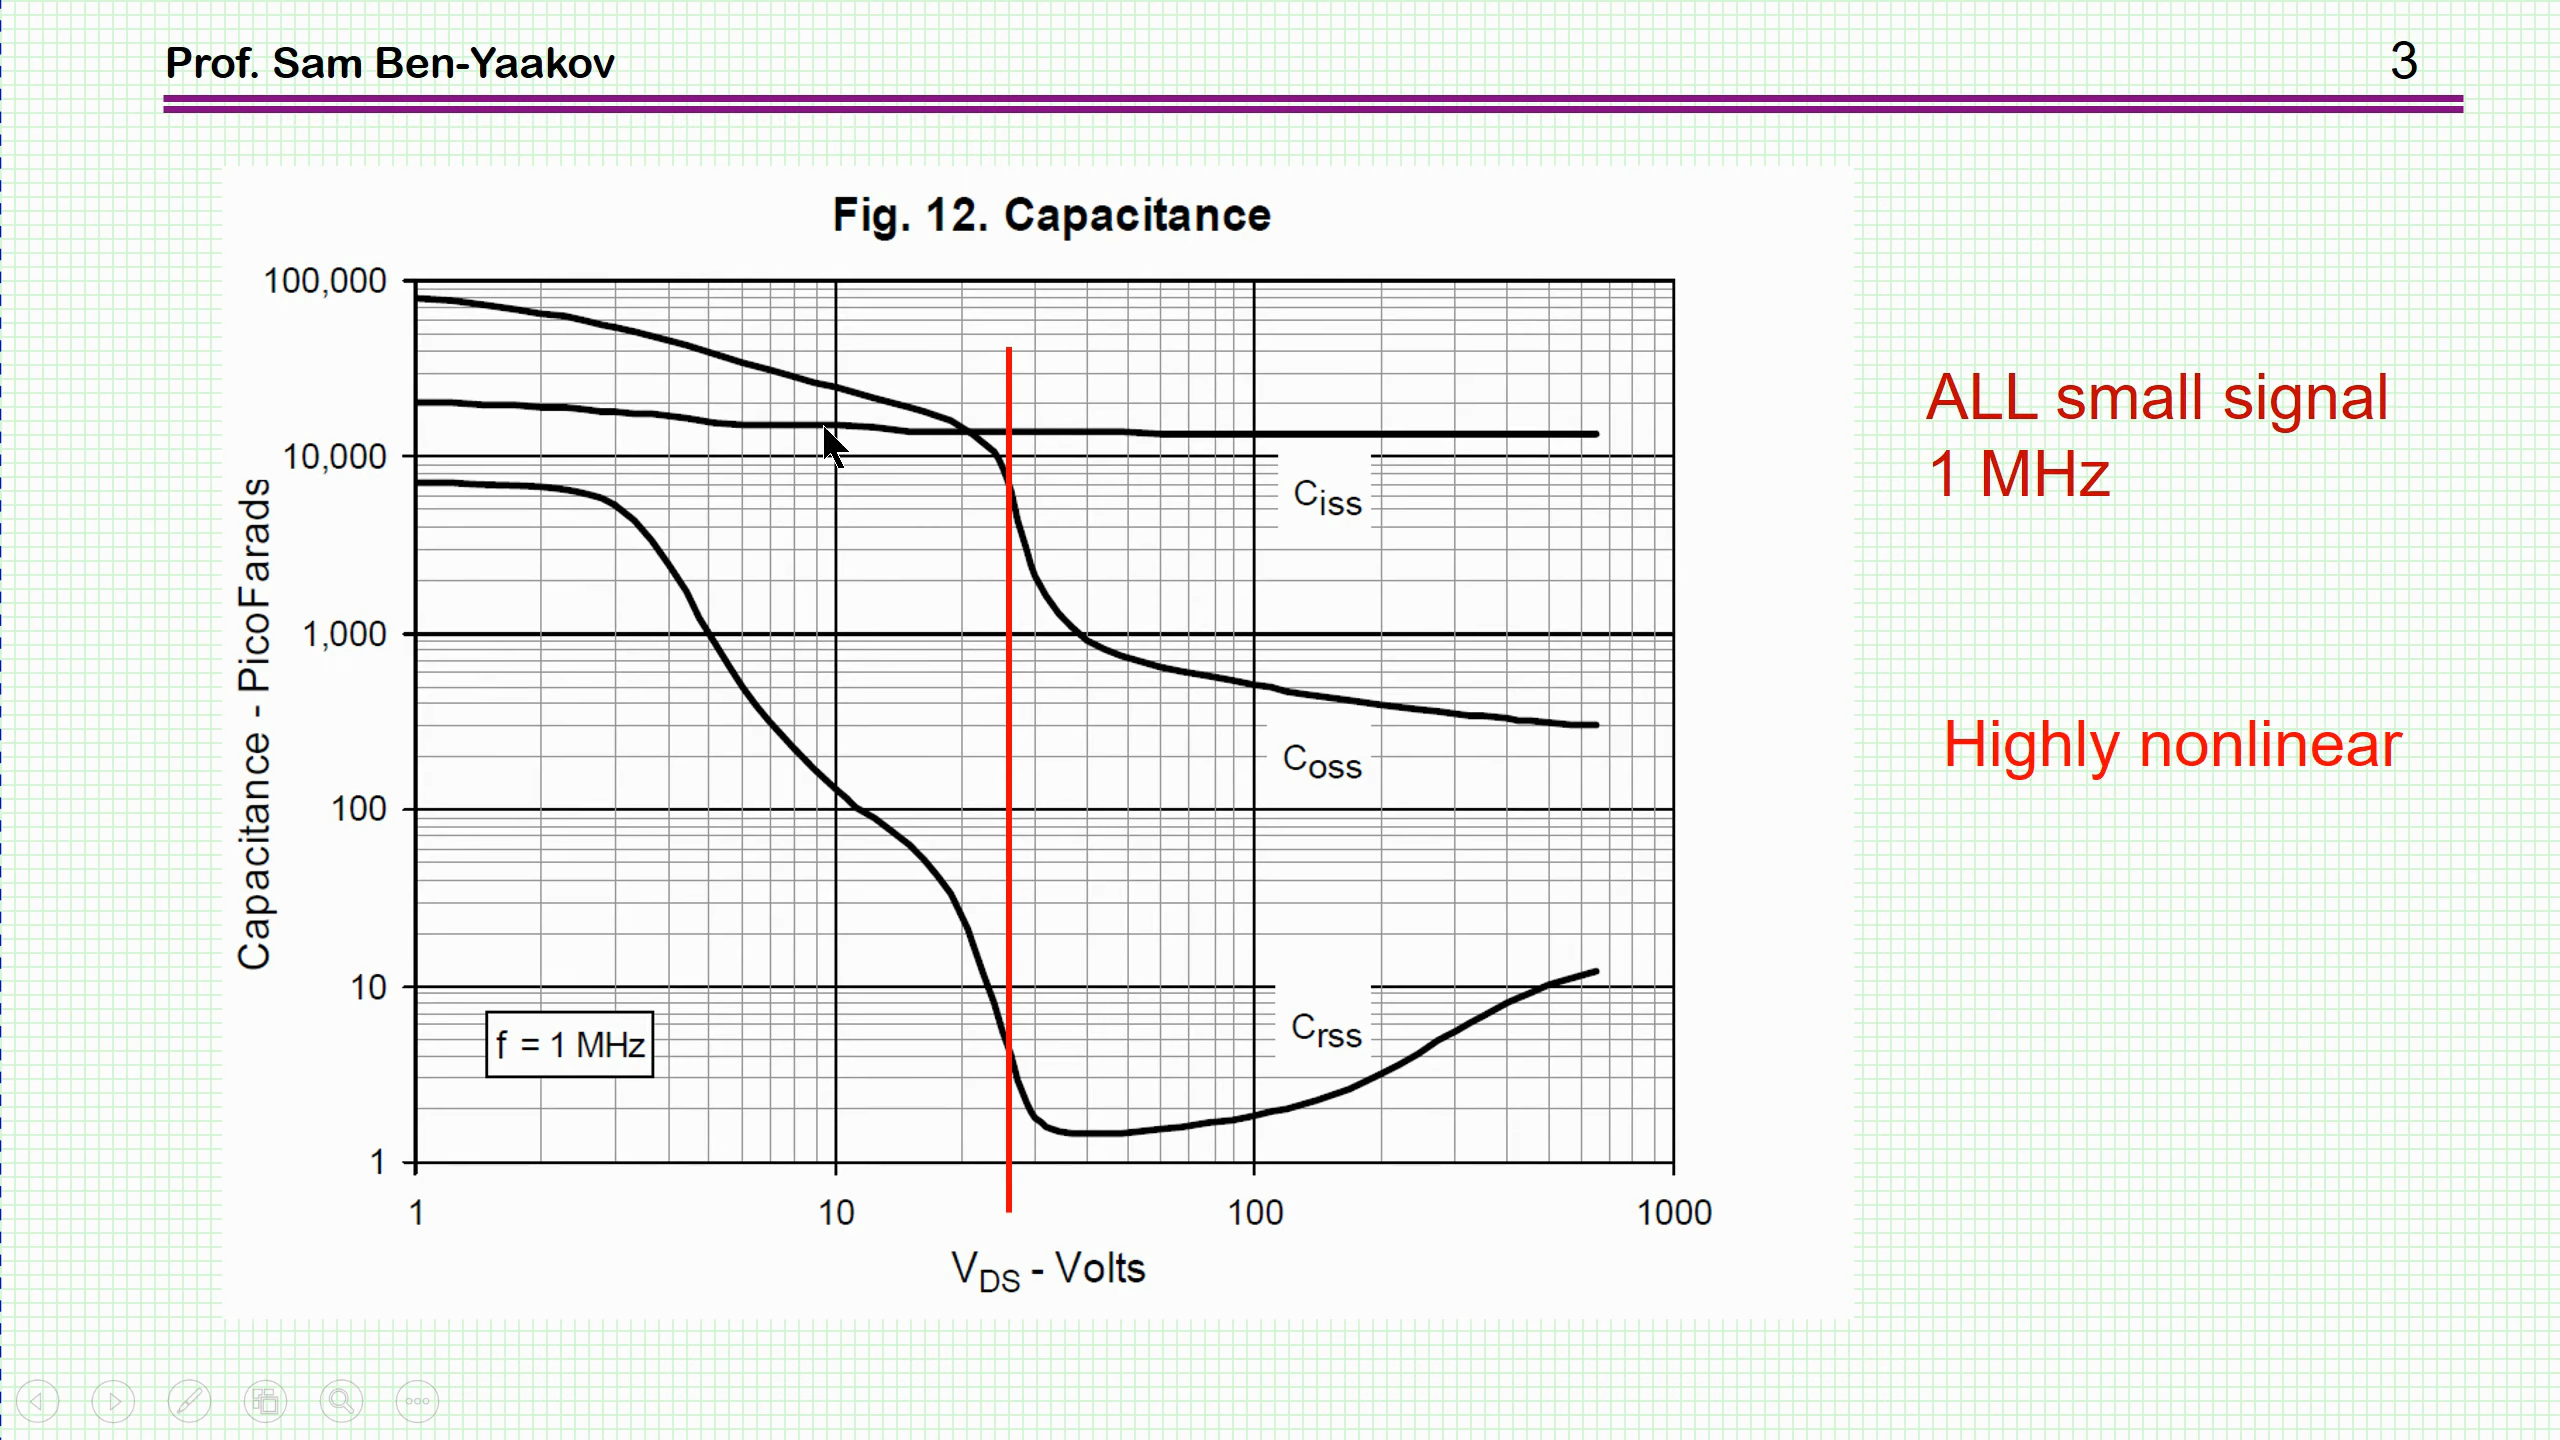 Prof. Sam Ben-Yaakov
3
Fig. 12. Capacitance
100,000
10,000
1,000
100
10
1
Capacitance - PicoFarads
Ciss
Coss
Crss
f = 1 MHz
1
10
100
1000
VDS - Volts
ALL small signal
1 MHz
Highly nonlinear